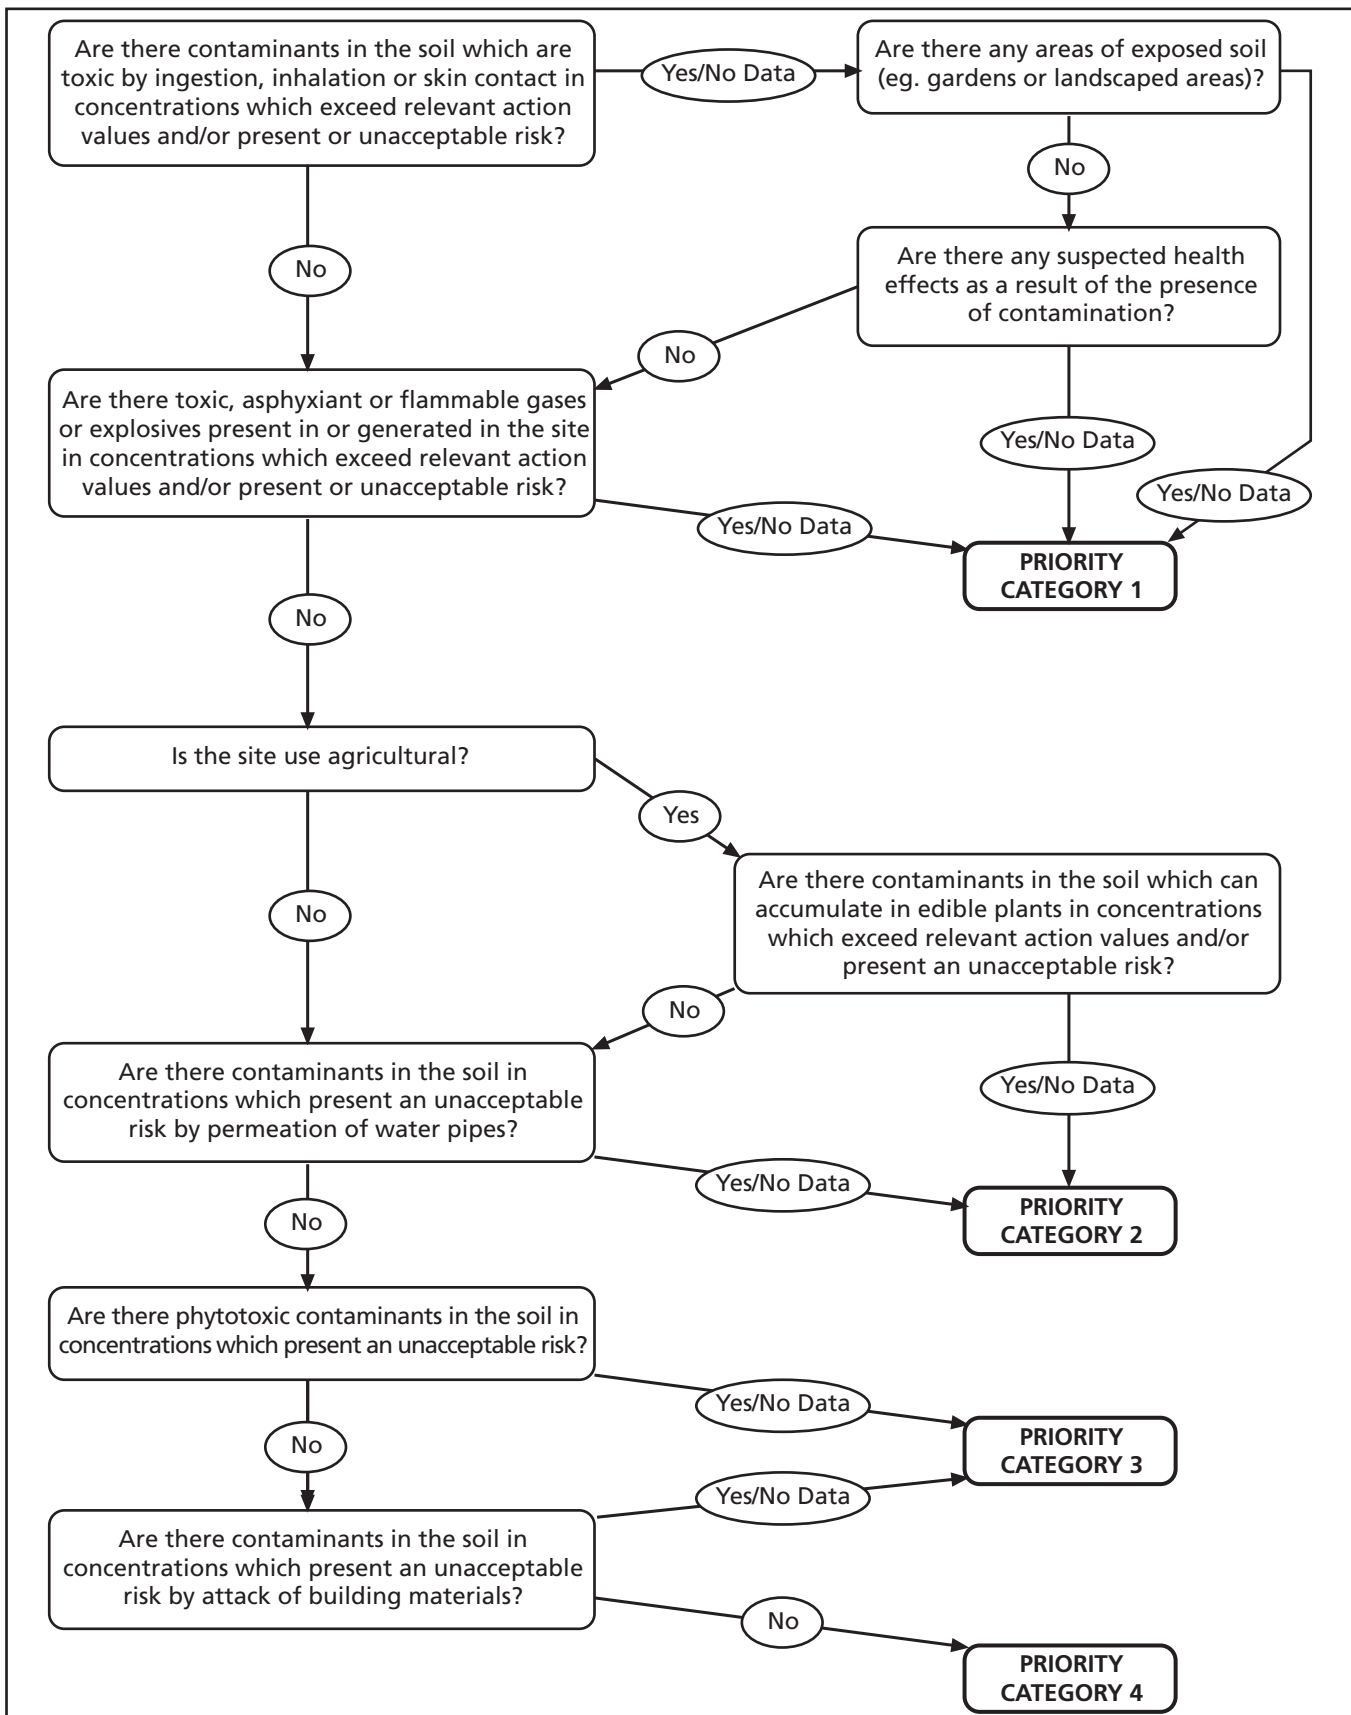 Are there contaminants in the soil which are
toxic by ingestion, inhalation or skin contact in
concentrations which exceed relevant action
values and/or present or unacceptable risk?
Yes/No Data
Are there any areas of exposed soil
(eg. gardens or landscaped areas)?
No
No
Are there any suspected health
effects as a result of the presence
of contamination?
No
Are there toxic, asphyxiant or flammable gases
or explosives present in or generated in the site
in concentrations which exceed relevant action
values and/or present or unacceptable risk?
Yes/No Data
Yes/No Data
Yes/No Data
PRIORITY
CATEGORY 1
No
Is the site use agricultural?
Yes
No
Are there contaminants in the soil which can
accumulate in edible plants in concentrations
which exceed relevant action values and/or
present an unacceptable risk?
No
Are there contaminants in the soil in
concentrations which present an unacceptable
risk by permeation of water pipes?
Yes/No Data
Yes/No Data
PRIORITY
CATEGORY 2
No
Are there phytotoxic contaminants in the soil in
concentrations which present an unacceptable risk?
Yes/No Data
No
PRIORITY
CATEGORY 3
Yes/No Data
Are there contaminants in the soil in
concentrations which present an unacceptable
risk by attack of building materials?
No
PRIORITY
CATEGORY 4